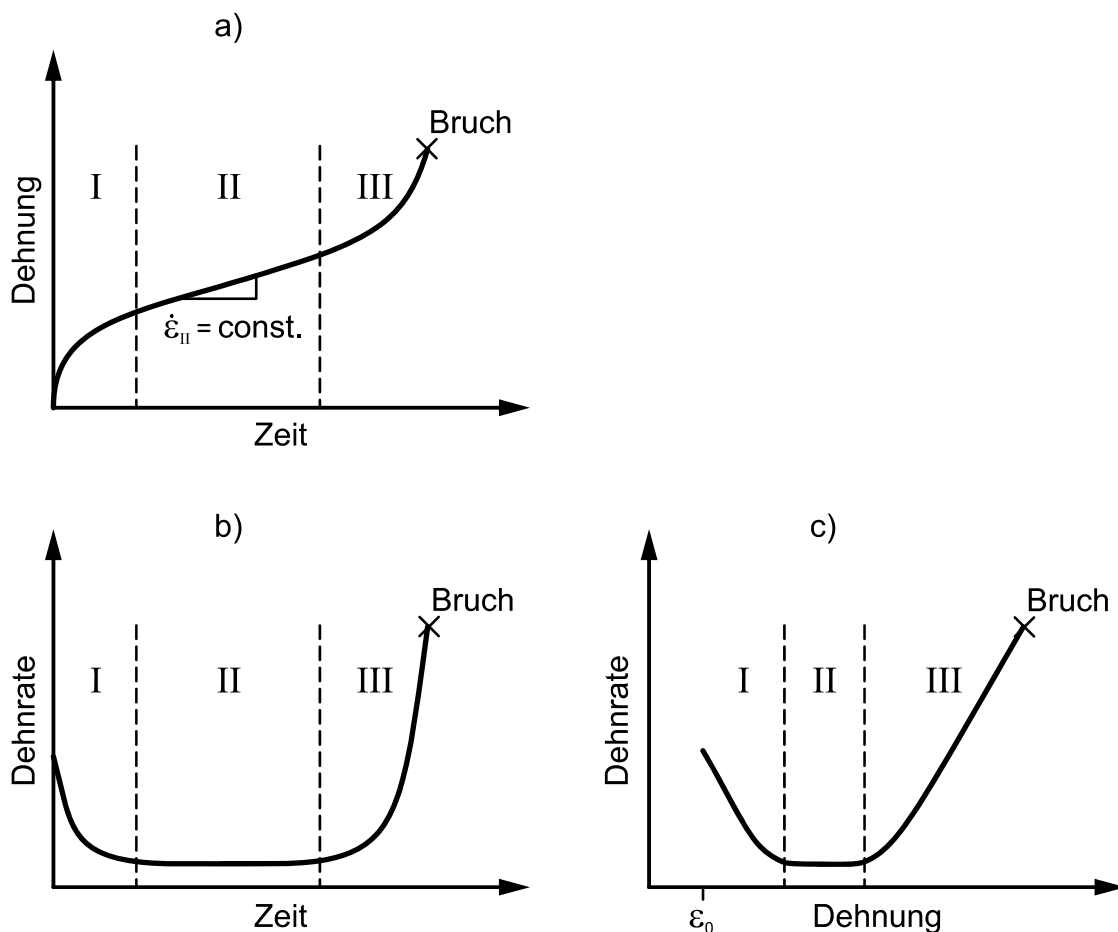 a)
Dehnung
I
II
III
Bruch
ε̇II = const.
Zeit
b)
Dehnrate
I
II
III
Bruch
Zeit
c)
Dehnrate
I
II
III
Bruch
ε0
Dehnung